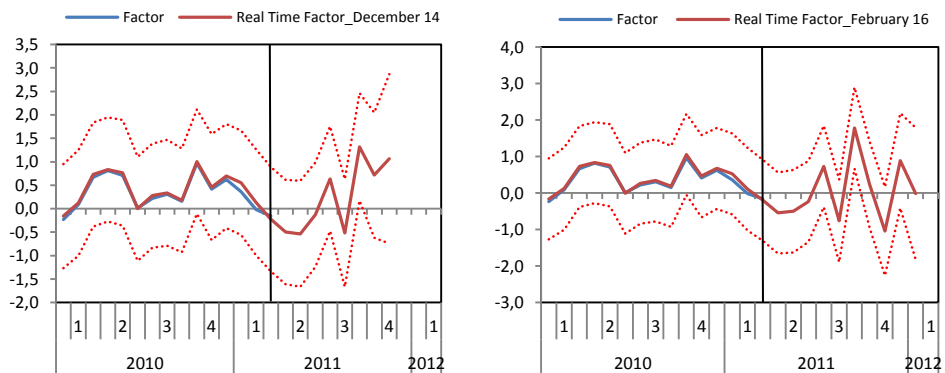 Factor
Real Time Factor_December 14
3,5
3,0
2,5
2,0
1,5
1,0
0,5
0,0
-0,5
-1,0
-1,5
-2,0
1 2 3 4 1 2 3 4 1
2010 2011 2012
Factor
Real Time Factor_February 16
4,0
3,0
2,0
1,0
0,0
-1,0
-2,0
-3,0
1 2 3 4 1 2 3 4 1
2010 2011 2012